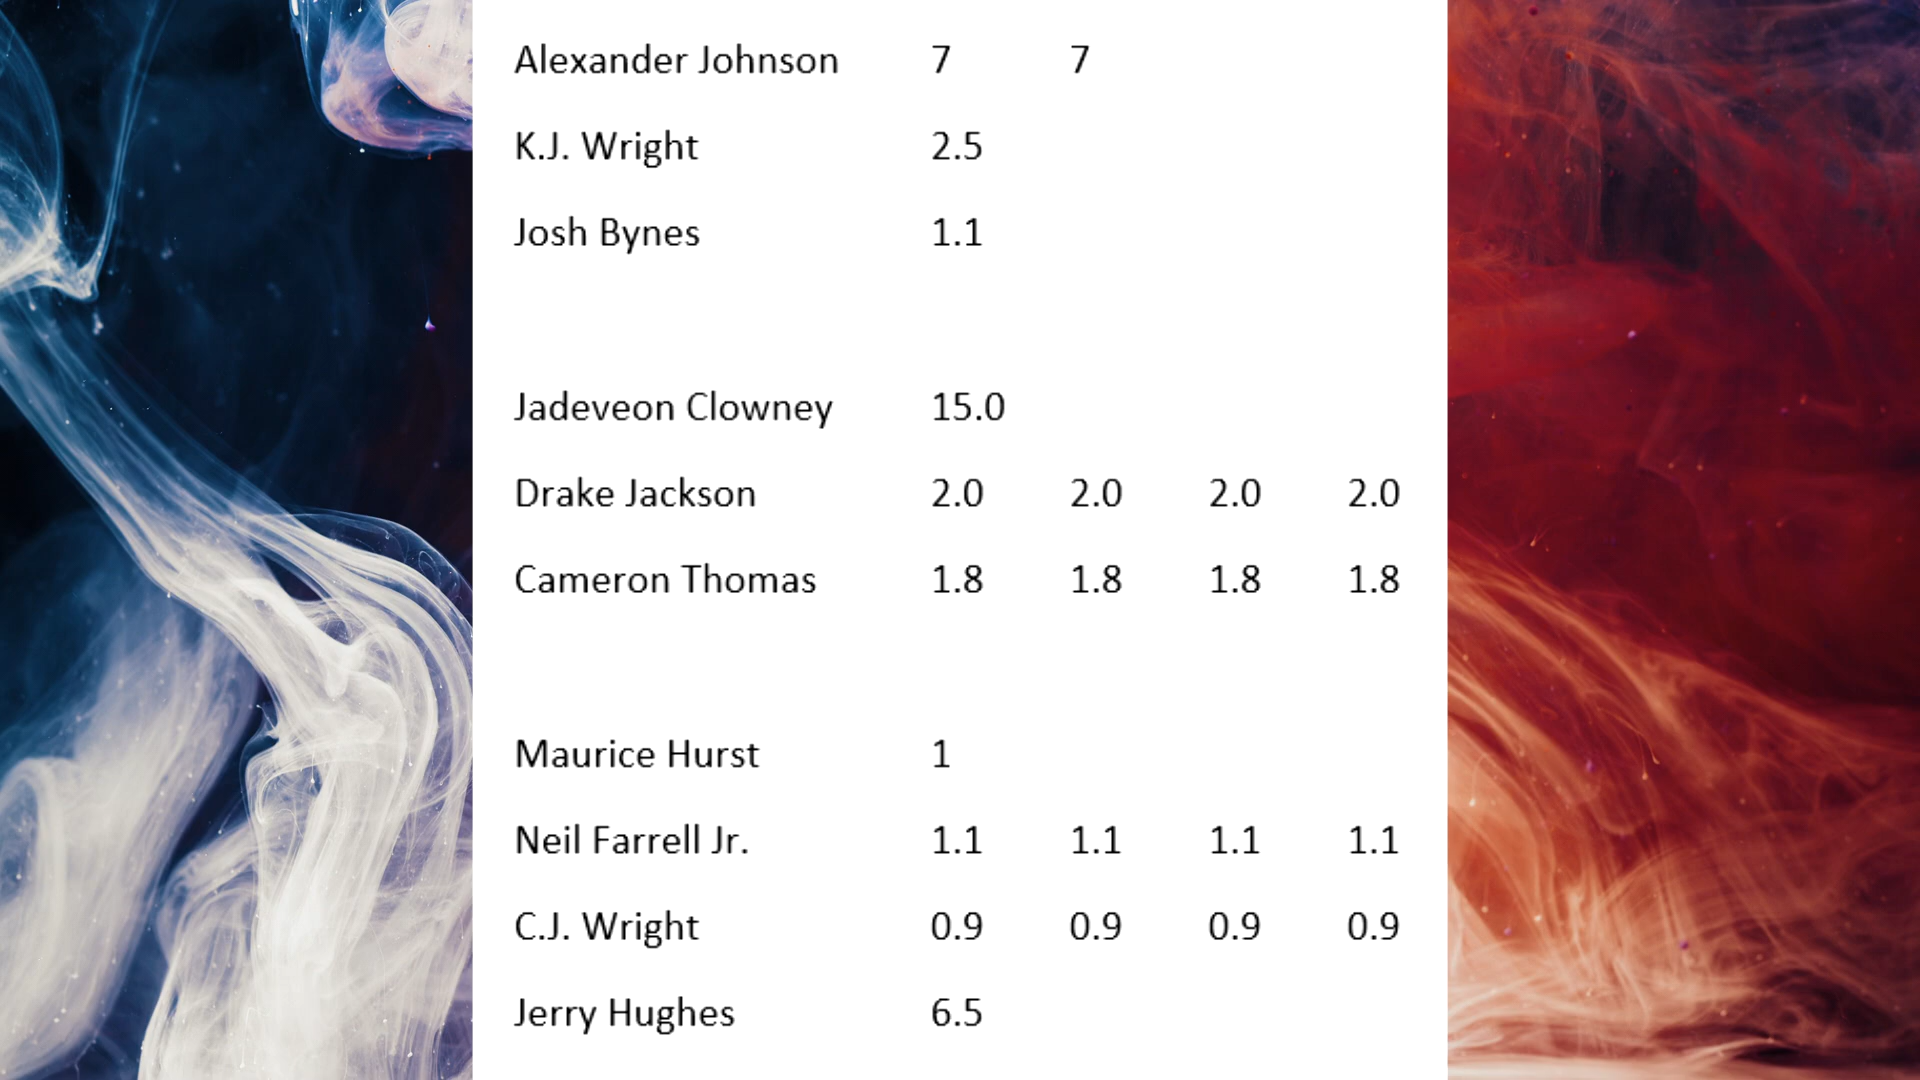 Alexander Johnson 7 7
K.J. Wright 2.5
Josh Bynes 1.1
Jadeveon Clowney 15.0
Drake Jackson 2.0 2.0 2.0 2.0
Cameron Thomas 1.8 1.8 1.8 1.8
Maurice Hurst 1
Neil Farrell Jr. 1.1 1.1 1.1 1.1
C.J. Wright 0.9 0.9 0.9 0.9
Jerry Hughes 6.5